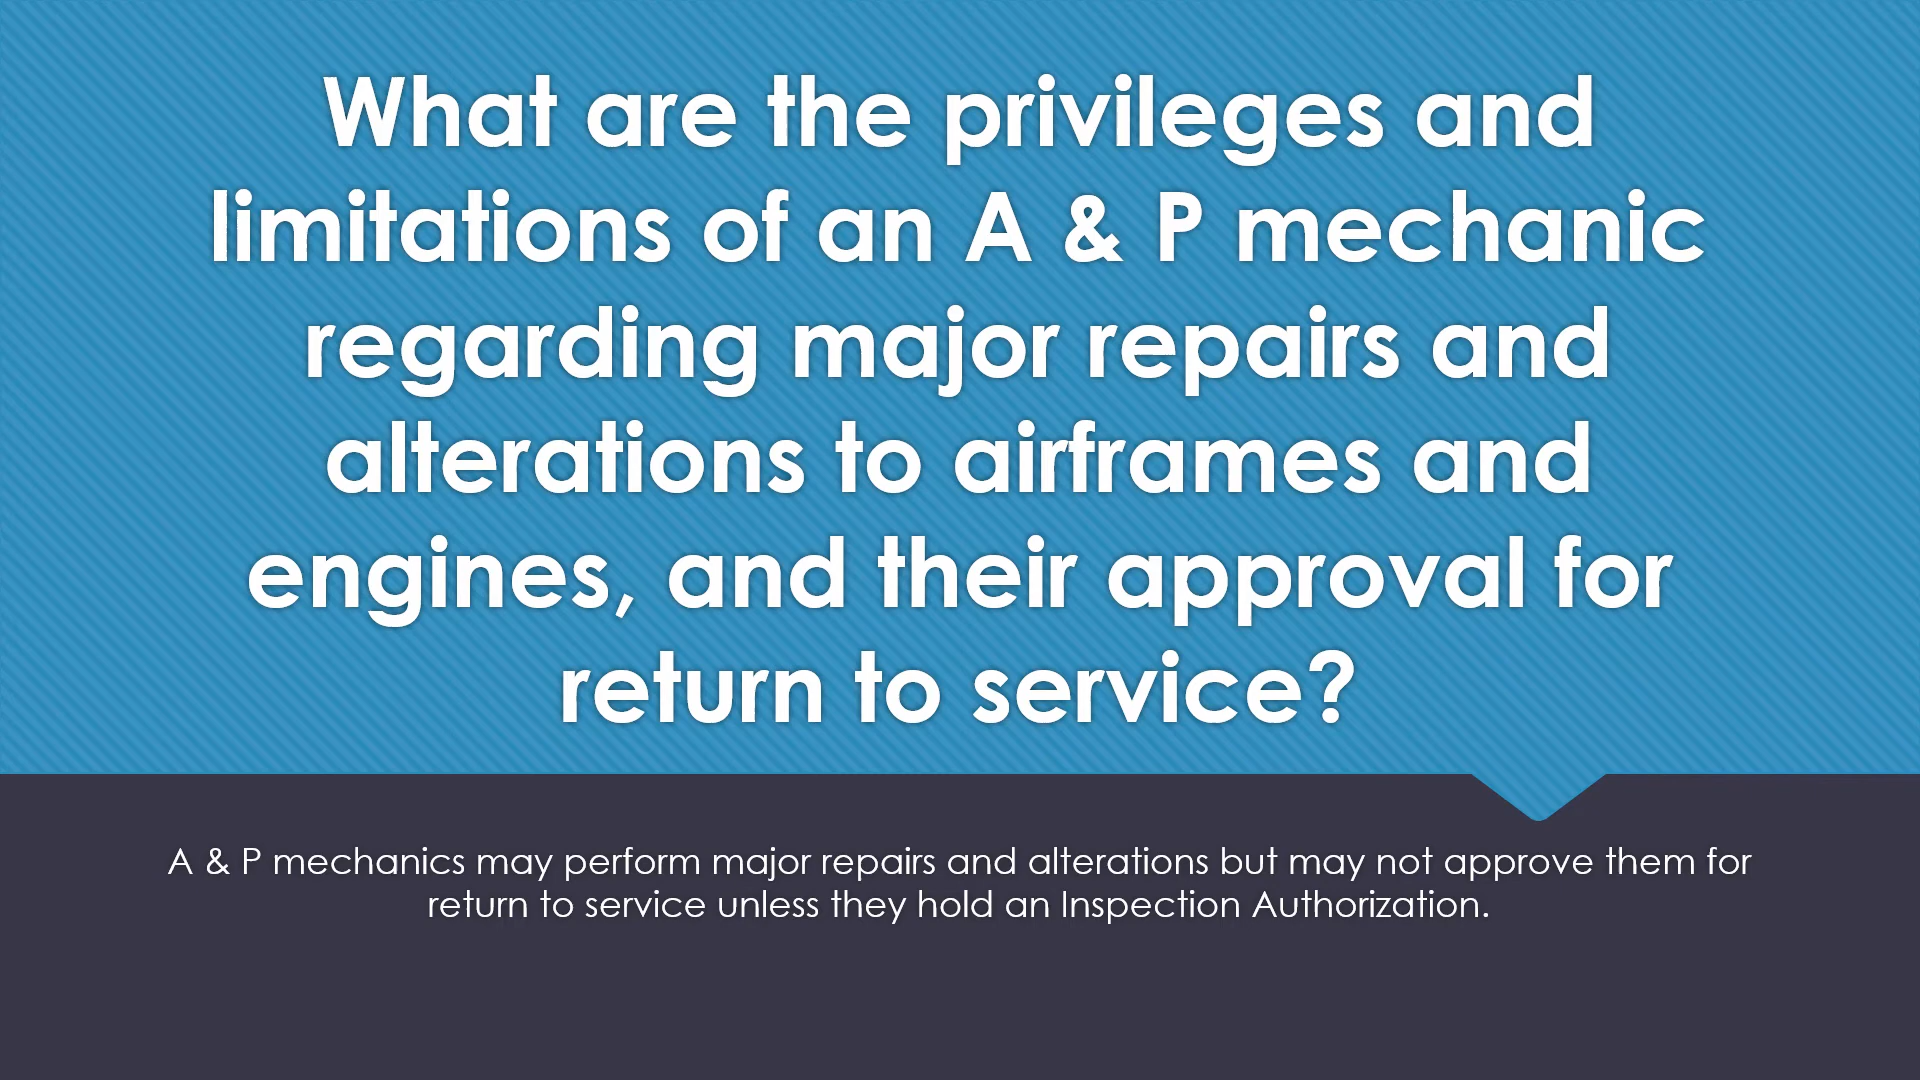 What are the privileges and
limitations of an A & P mechanic
regarding major repairs and
alterations to airframes and
engines, and their approval for
return to service?
A & P mechanics may perform major repairs and alterations but may not approve them for
return to service unless they hold an Inspection Authorization.